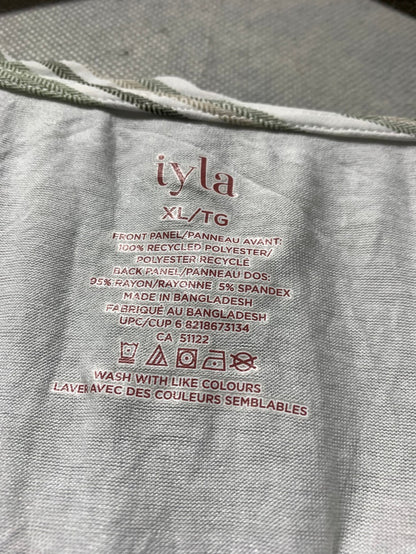 iyla
XL/TG
FRONT PANEL/PANNEAU AVANT:
100% RECYCLED POLYESTER/
POLYESTER RECYCLÉ
BACK PANEL/PANNEAU DOS:
95% RAYON/RAYONNE 5% SPANDEX
MADE IN BANGLADESH
FABRIQUÉ AU BANGLADESH
UPC/CUP 6 8218673134
CA 51122
WASH WITH LIKE COLOURS
LAVER AVEC DES COULEURS SEMBLABLES